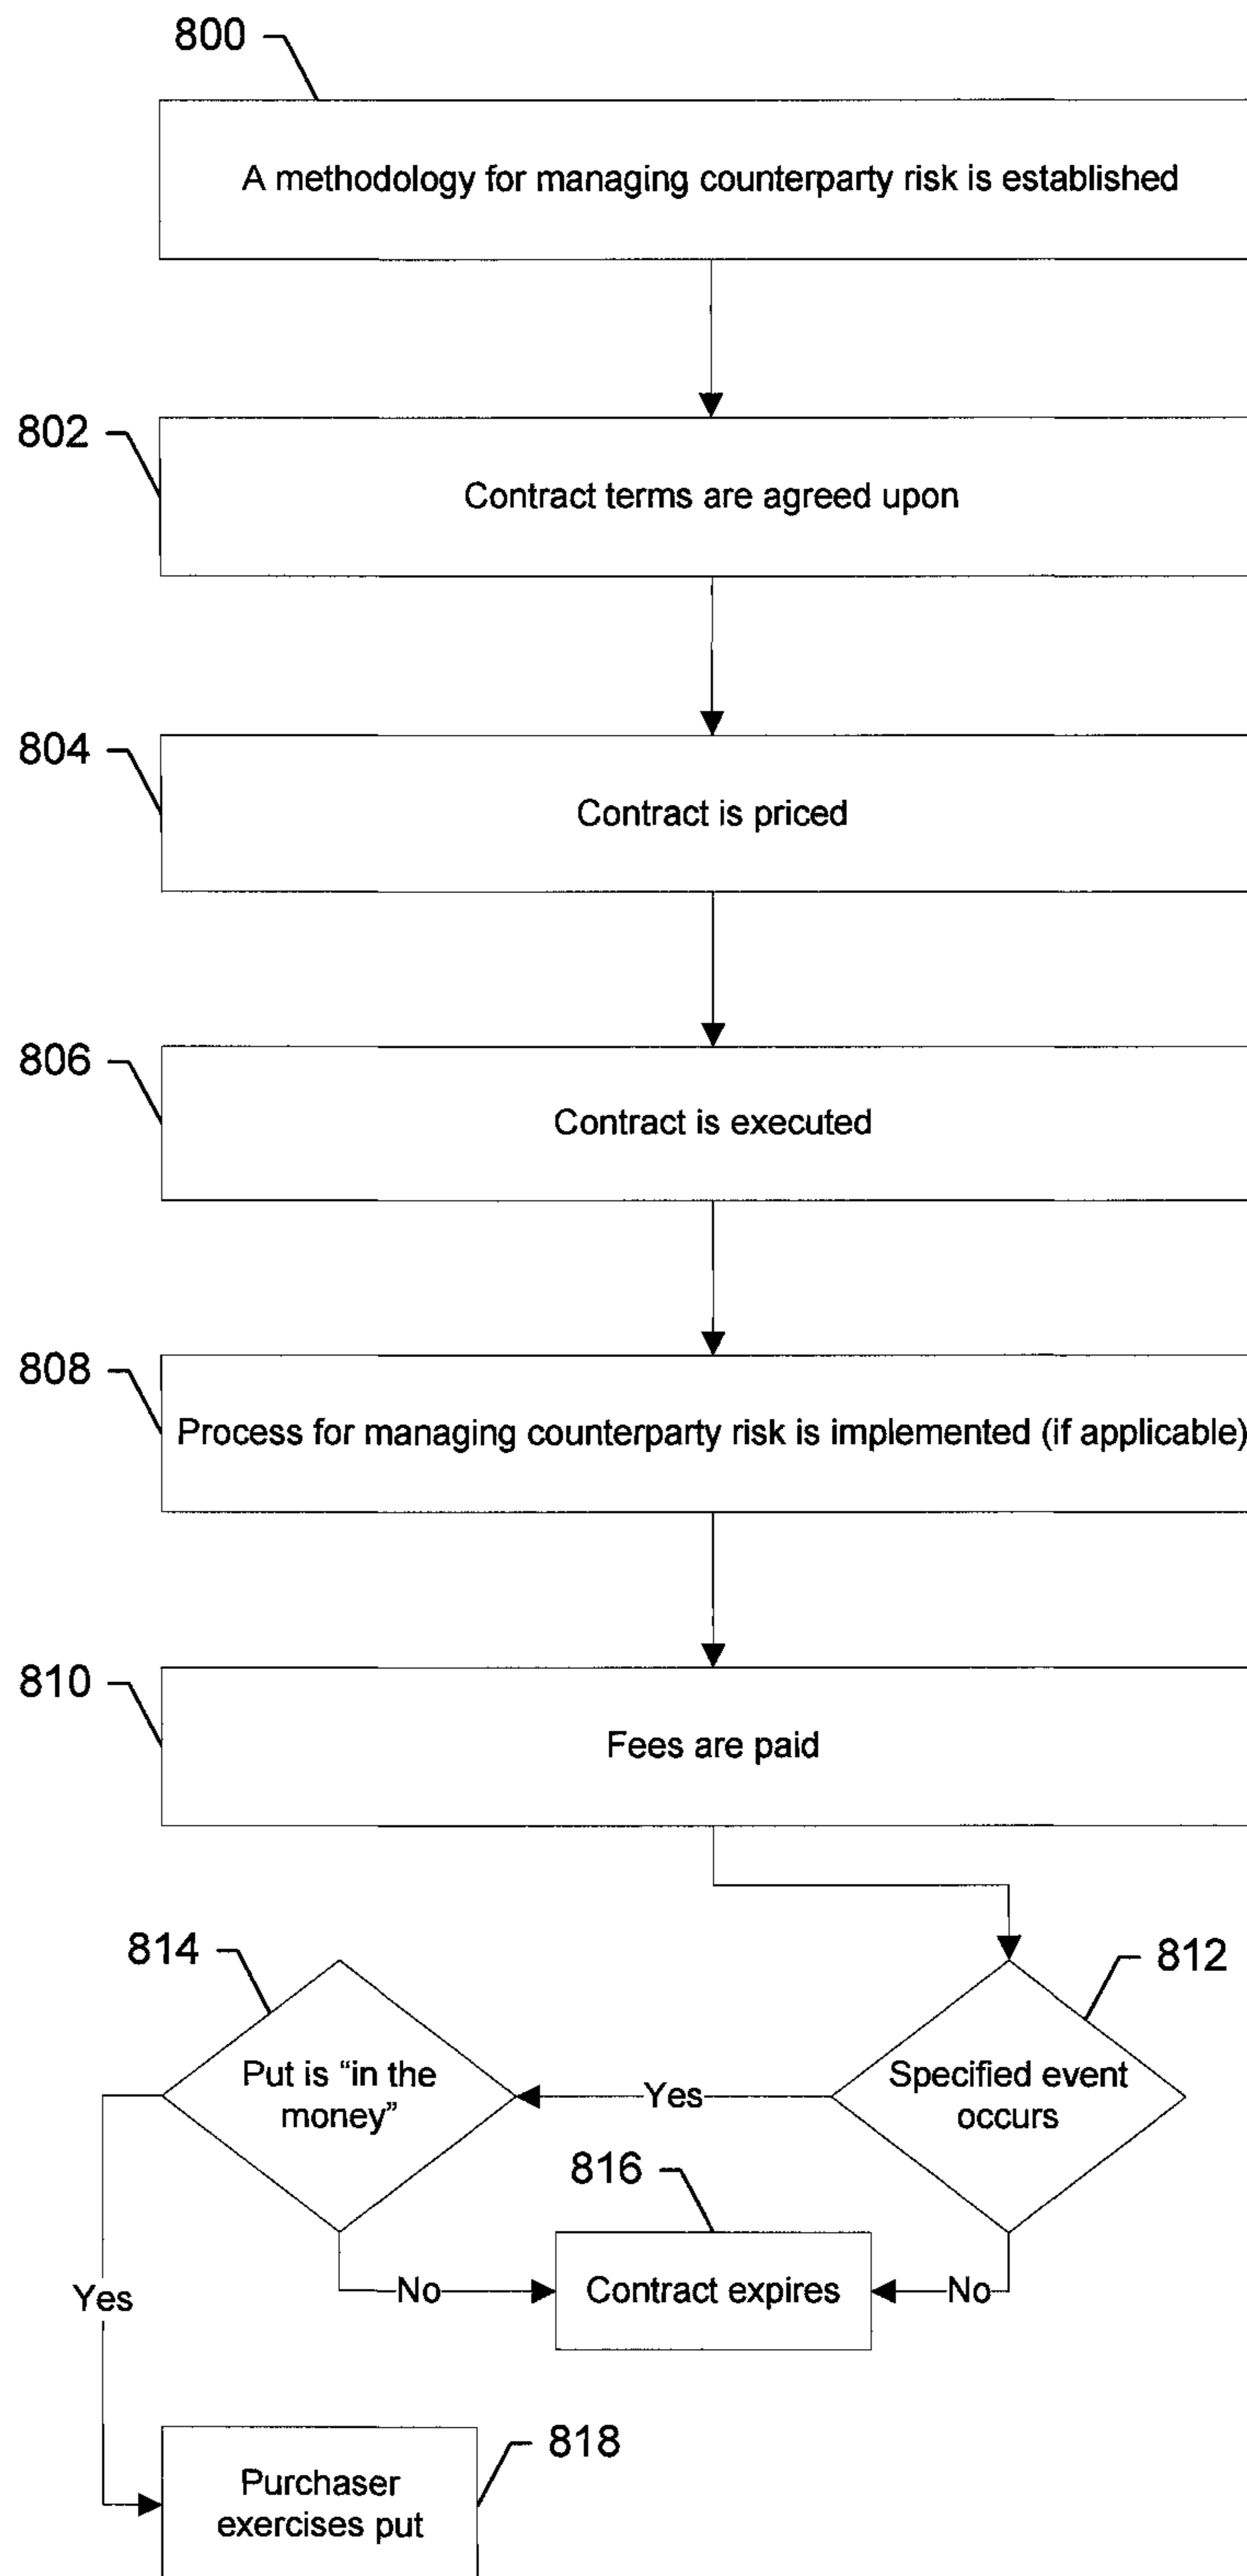 800
A methodology for managing counterparty risk is established
802
Contract terms are agreed upon
804
Contract is priced
806
Contract is executed
808
Process for managing counterparty risk is implemented (if applicable)
810
Fees are paid
814
812
Put is “in the
money”
Yes
Specified event
occurs
816
Yes
No
Contract expires
No
818
Purchaser
exercises put